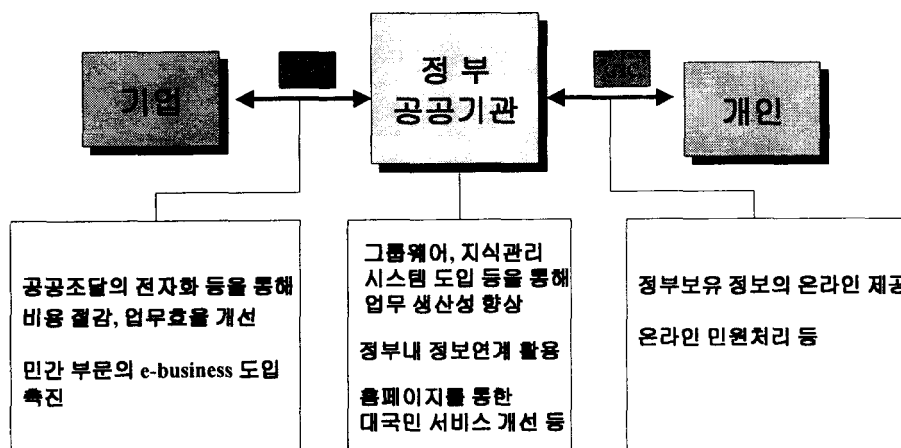 기업
정 부
공공기관
개인
공공조달의 전자화 등을 통해
비용 절감, 업무효율 개선
민간 부문의 e-business 도입
촉진
그룹웨어, 지식관리
시스템 도입 등을 통해
업무 생산성 향상
정부내 정보연계 활용
홈페이지를 통한
대국민 서비스 개선 등
정부보유 정보의 온라인 제공
온라인 민원처리 등